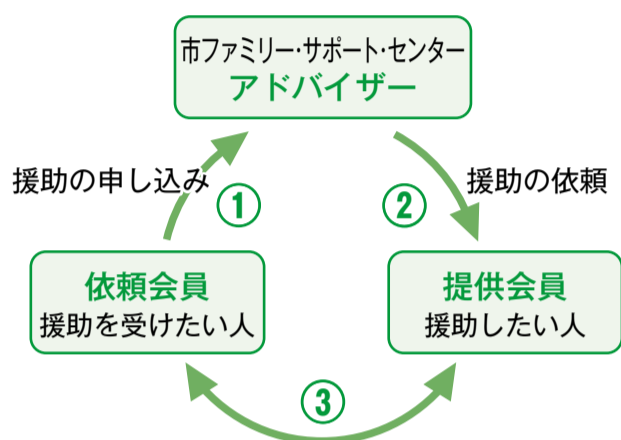 市ファミリー・サポート・センター
アドバイザー
援助の申し込み
①
②
援助の依頼
依頼会員
援助を受けたい人
提供会員
援助したい人
③